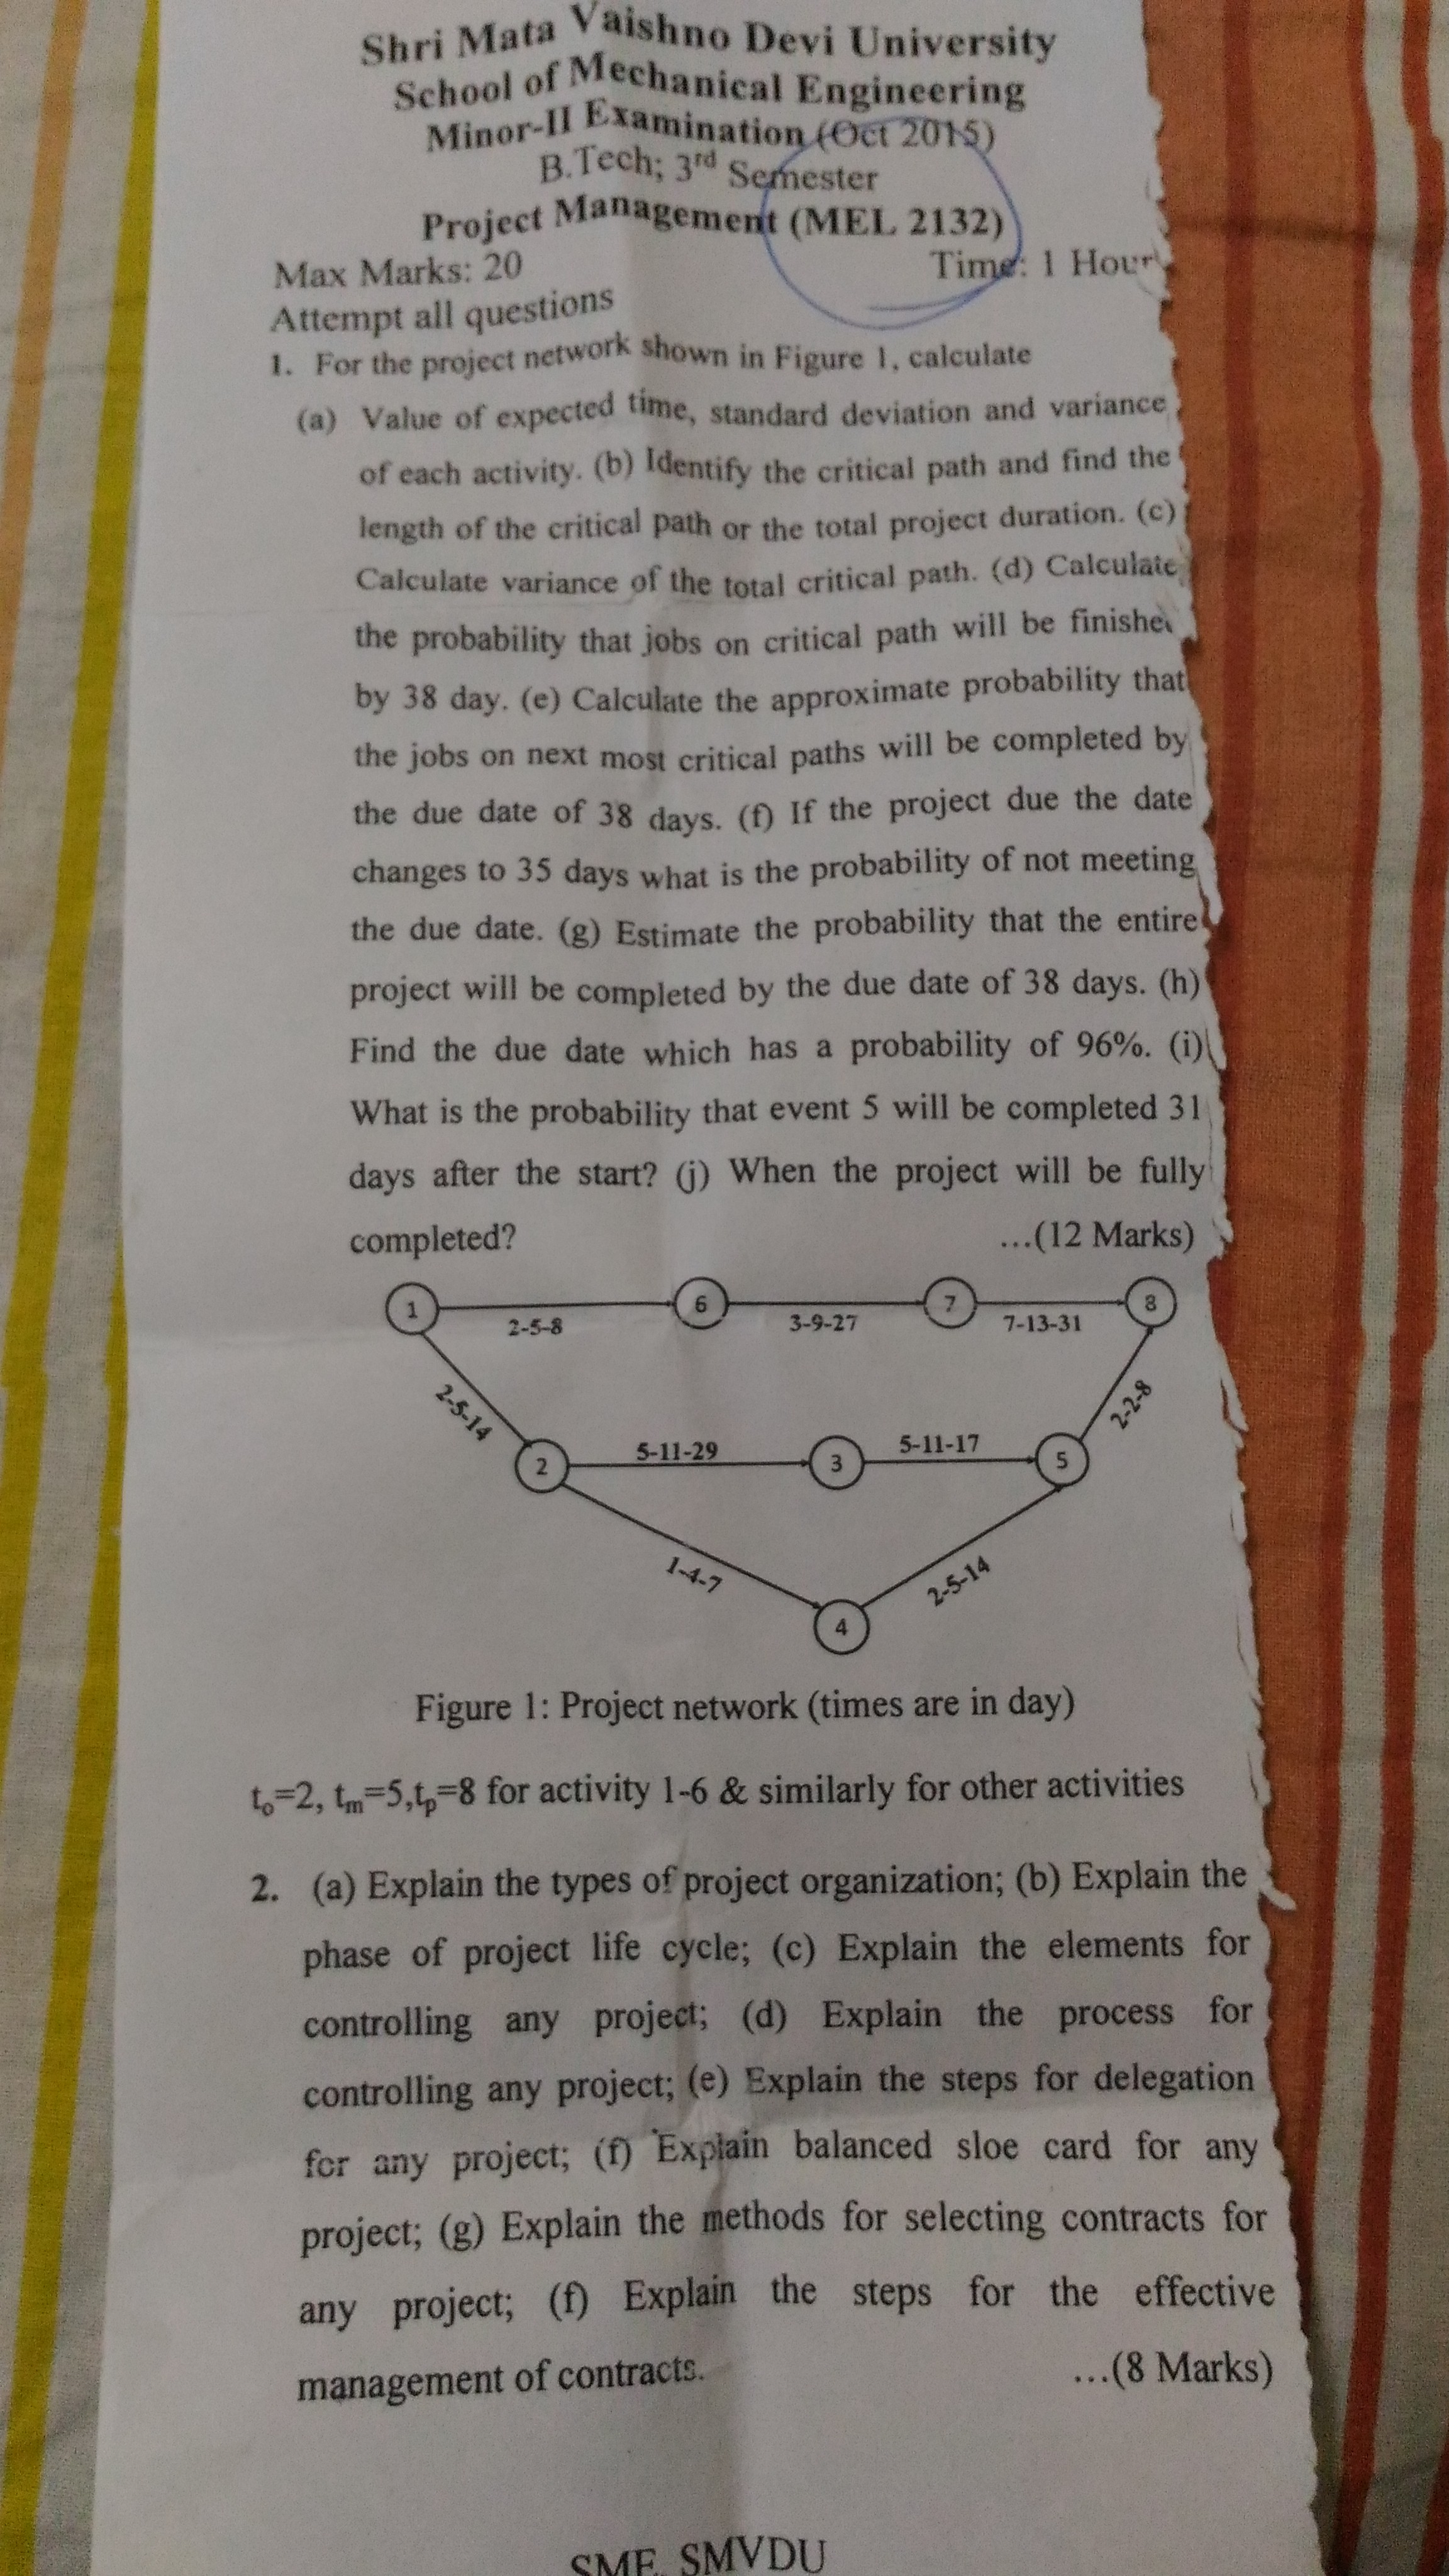 Shri Mata Vaishno Devi University
School of Mechanical Engineering
Minor-II Examination (Oct 2015)
B.Tech; 3rd Semester
Project Management (MEL 2132)
Max Marks: 20 Time: 1 Hour
Attempt all questions
1. For the project network shown in Figure 1, calculate
(a) Value of expected time, standard deviation and variance
of each activity. (b) Identify the critical path and find the
length of the critical path or the total project duration. (c)
Calculate variance of the total critical path. (d) Calculate
the probability that jobs on critical path will be finished
by 38 day. (e) Calculate the approximate probability that
the jobs on next most critical paths will be completed by
the due date of 38 days. (f) If the project due the date
changes to 35 days what is the probability of not meeting
the due date. (g) Estimate the probability that the entire
project will be completed by the due date of 38 days. (h)
Find the due date which has a probability of 96%. (i)
What is the probability that event 5 will be completed 31
days after the start? (j) When the project will be fully
completed? ...(12 Marks)
1 6 7 8
2-5-8 3-9-27 7-13-31
2-5-14 2-2-8
5-11-29 5-11-17
2 3 5
1-4-7 2-5-14
4
Figure 1: Project network (times are in day)
to=2, tm=5,tp=8 for activity 1-6 & similarly for other activities
2. (a) Explain the types of project organization; (b) Explain the
phase of project life cycle; (c) Explain the elements for
controlling any project; (d) Explain the process for
controlling any project; (e) Explain the steps for delegation
for any project; (f) Explain balanced sloe card for any
project; (g) Explain the methods for selecting contracts for
any project; (f) Explain the steps for the effective
management of contracts. ...(8 Marks)
SME, SMVDU